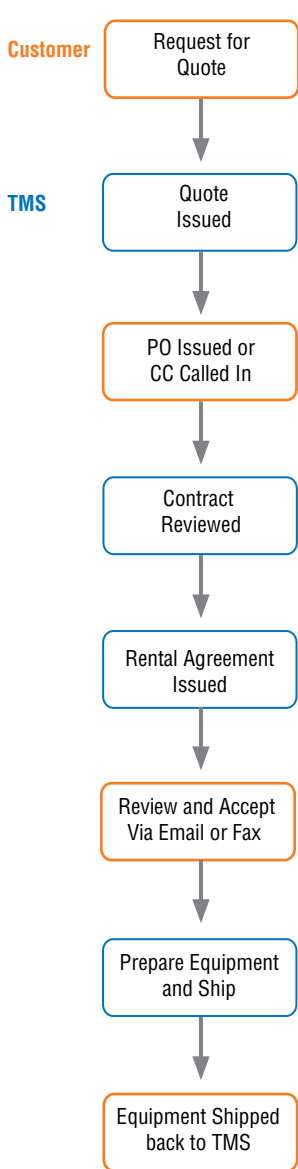 Customer
Request for
Quote
TMS
Quote
Issued
PO Issued or
CC Called In
Contract
Reviewed
Rental Agreement
Issued
Review and Accept
Via Email or Fax
Prepare Equipment
and Ship
Equipment Shipped
back to TMS